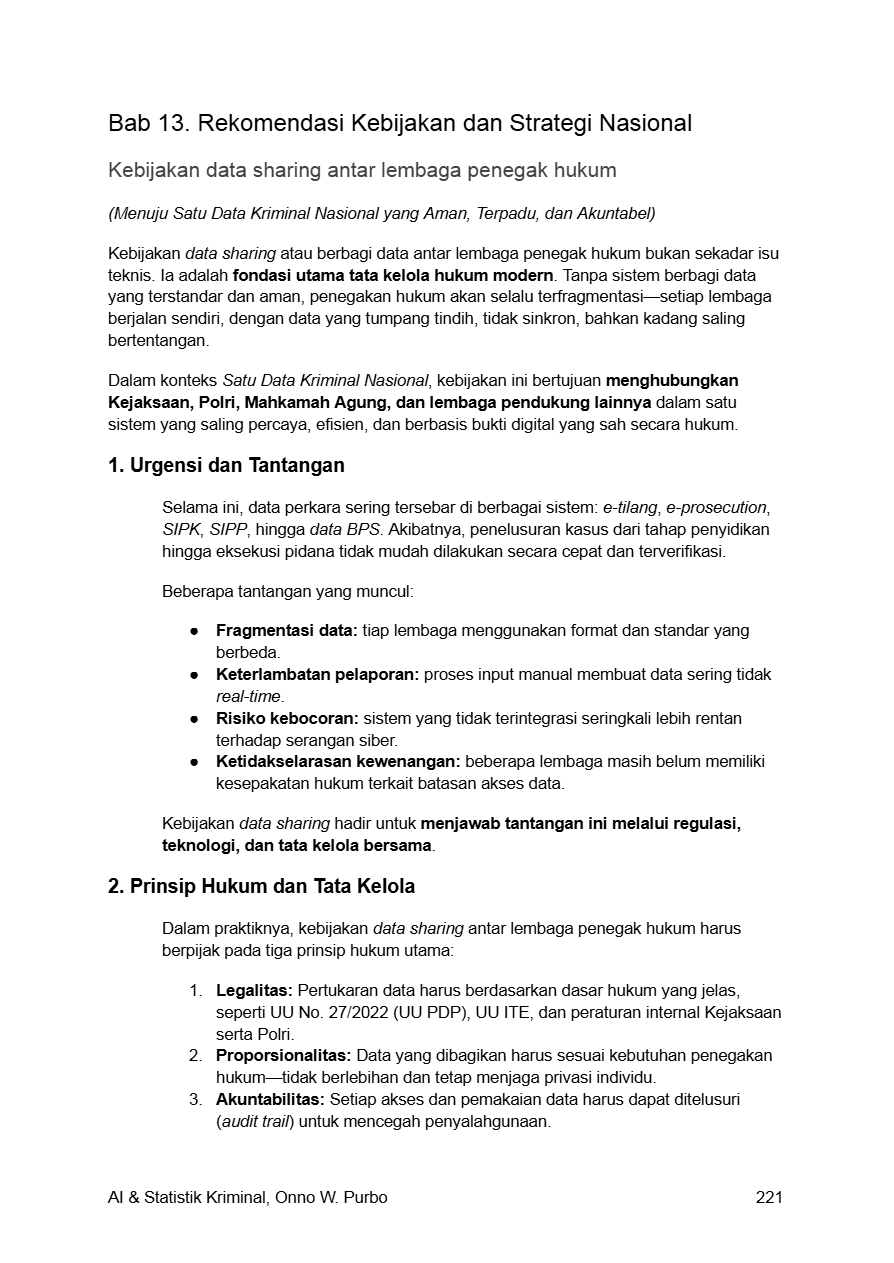 Bab 13. Rekomendasi Kebijakan dan Strategi Nasional
Kebijakan data sharing antar lembaga penegak hukum
(Menuju Satu Data Kriminal Nasional yang Aman, Terpadu, dan Akuntabel)
Kebijakan data sharing atau berbagi data antar lembaga penegak hukum bukan sekadar isu
teknis. Ia adalah fondasi utama tata kelola hukum modern. Tanpa sistem berbagi data
yang terstandar dan aman, penegakan hukum akan selalu terfragmentasi—setiap lembaga
berjalan sendiri, dengan data yang tumpang tindih, tidak sinkron, bahkan kadang saling
bertentangan.
Dalam konteks Satu Data Kriminal Nasional, kebijakan ini bertujuan menghubungkan
Kejaksaan, Polri, Mahkamah Agung, dan lembaga pendukung lainnya dalam satu
sistem yang saling percaya, efisien, dan berbasis bukti digital yang sah secara hukum.
1. Urgensi dan Tantangan
Selama ini, data perkara sering tersebar di berbagai sistem: e-tilang, e-prosecution,
SIPK, SIPP, hingga data BPS. Akibatnya, penelusuran kasus dari tahap penyidikan
hingga eksekusi pidana tidak mudah dilakukan secara cepat dan terverifikasi.
Beberapa tantangan yang muncul:
● Fragmentasi data: tiap lembaga menggunakan format dan standar yang
berbeda.
● Keterlambatan pelaporan: proses input manual membuat data sering tidak
real-time.
● Risiko kebocoran: sistem yang tidak terintegrasi seringkali lebih rentan
terhadap serangan siber.
● Ketidakselarasan kewenangan: beberapa lembaga masih belum memiliki
kesepakatan hukum terkait batasan akses data.
Kebijakan data sharing hadir untuk menjawab tantangan ini melalui regulasi,
teknologi, dan tata kelola bersama.
2. Prinsip Hukum dan Tata Kelola
Dalam praktiknya, kebijakan data sharing antar lembaga penegak hukum harus
berpijak pada tiga prinsip hukum utama:
1. Legalitas: Pertukaran data harus berdasarkan dasar hukum yang jelas,
seperti UU No. 27/2022 (UU PDP), UU ITE, dan peraturan internal Kejaksaan
serta Polri.
2. Proporsionalitas: Data yang dibagikan harus sesuai kebutuhan penegakan
hukum—tidak berlebihan dan tetap menjaga privasi individu.
3. Akuntabilitas: Setiap akses dan pemakaian data harus dapat ditelusuri
(audit trail) untuk mencegah penyalahgunaan.
AI & Statistik Kriminal, Onno W. Purbo 221